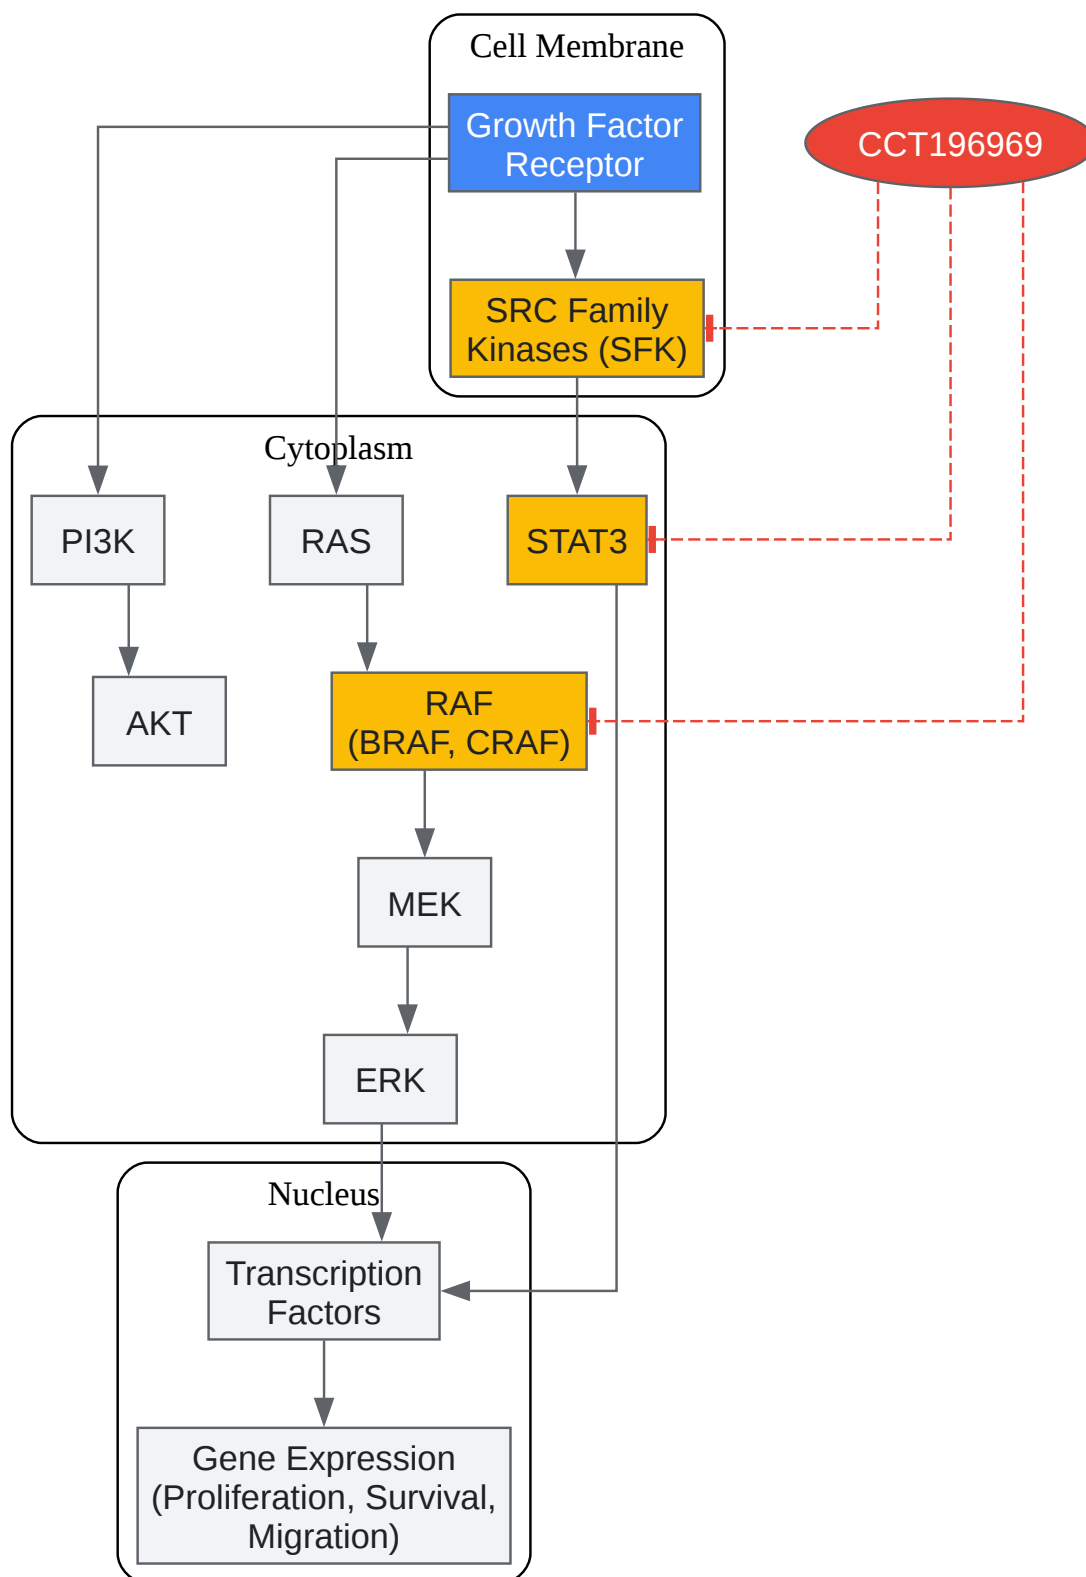 Cell Membrane
Growth Factor
Receptor
CCT196969
SRC Family
Kinases (SFK)
Cytoplasm
PI3K
RAS
STAT3
AKT
RAF
(BRAF, CRAF)
MEK
ERK
Nucleus
Transcription
Factors
Gene Expression
(Proliferation, Survival,
Migration)